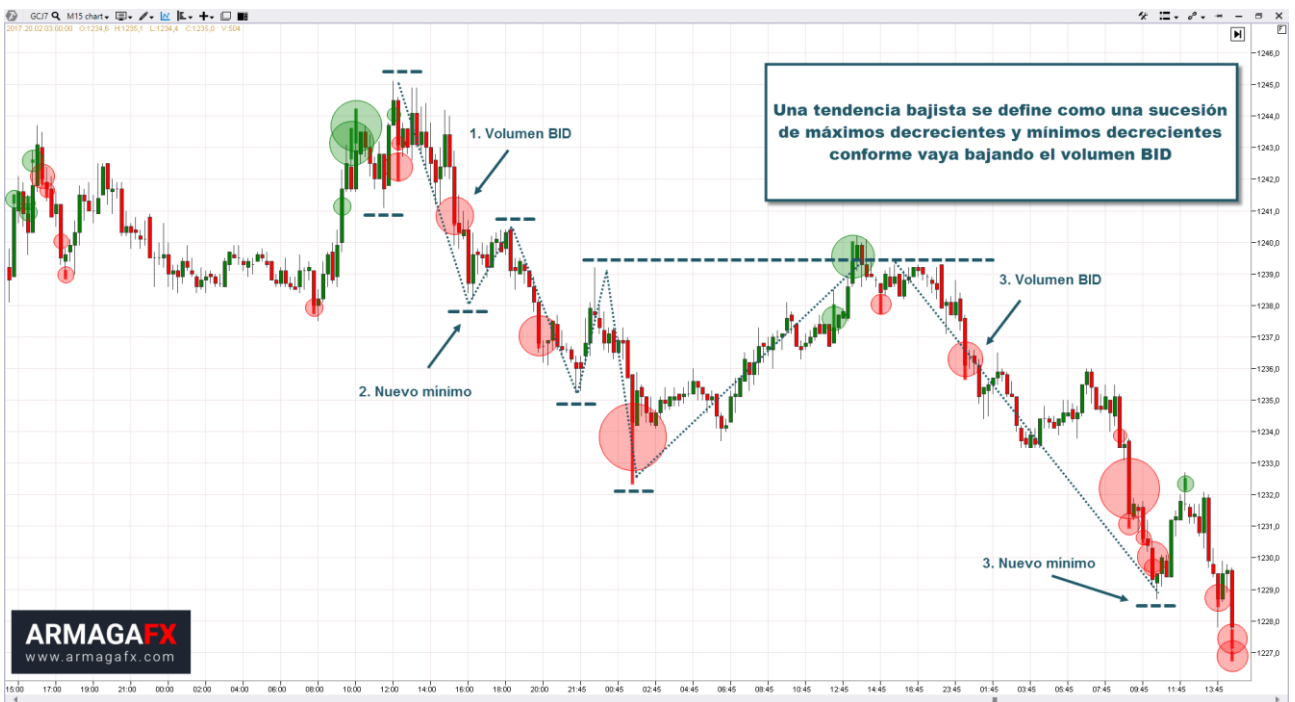 GCJ7 M15 chart
2017.20.02 03:00:00 O:1234,6 H:1235,1 L:1234,4 C:1235,0 V:504
Una tendencia bajista se define como una sucesión
de máximos decrecientes y mínimos decrecientes
conforme vaya bajando el volumen BID
1. Volumen BID
2. Nuevo mínimo
3. Volumen BID
3. Nuevo mínimo
1246,0
1245,0
1244,0
1243,0
1242,0
1241,0
1240,0
1239,0
1238,0
1237,0
1236,0
1235,0
1234,0
1233,0
1232,0
1231,0
1230,0
1229,0
1228,0
1227,0
ARMAGAFX
www.armagafx.com
15:00 17:00 19:00 21:00 00:00 02:00 04:00 06:00 08:00 10:00 12:00 14:00 16:00 18:00 20:00 21:45 00:45 02:45 04:45 06:45 08:45 10:45 12:45 14:45 16:45 23:45 01:45 03:45 05:45 07:45 09:45 11:45 13:45